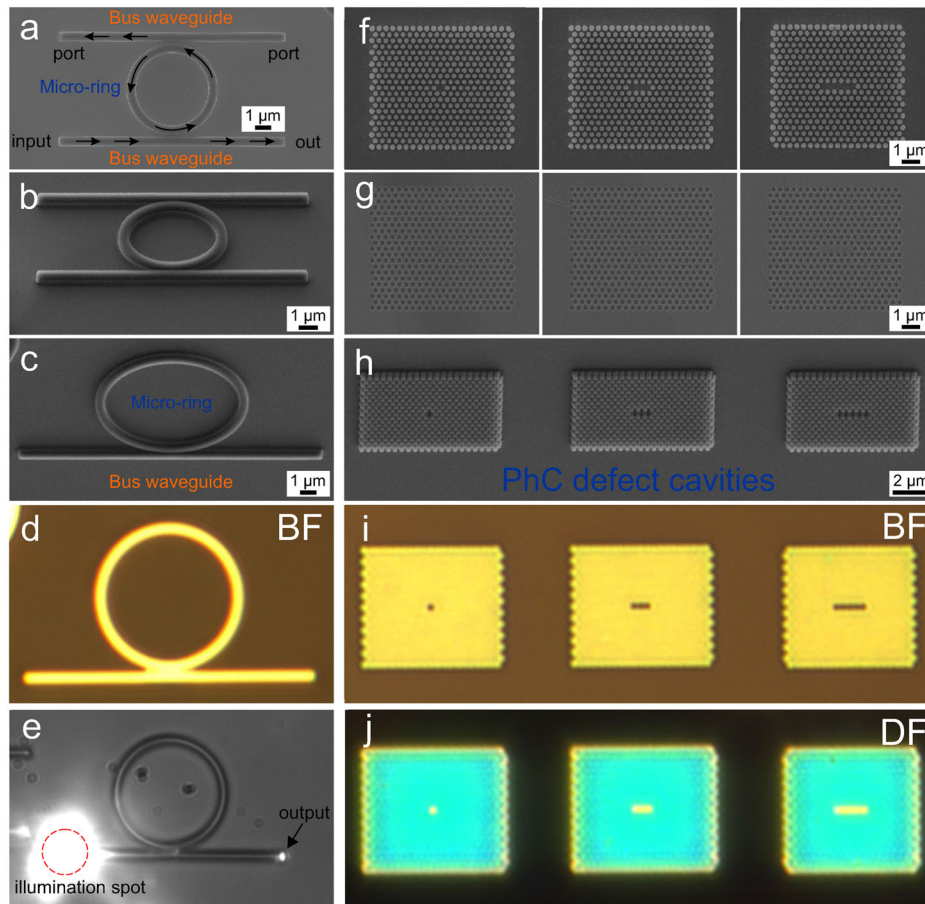 a
Bus waveguide
port
port
Micro-ring
1 μm
input
out
Bus waveguide
b
1 μm
c
Micro-ring
Bus waveguide
1 μm
d
BF
e
output
illumination spot
f
1 μm
g
1 μm
h
PhC defect cavities
2 μm
i
BF
j
DF